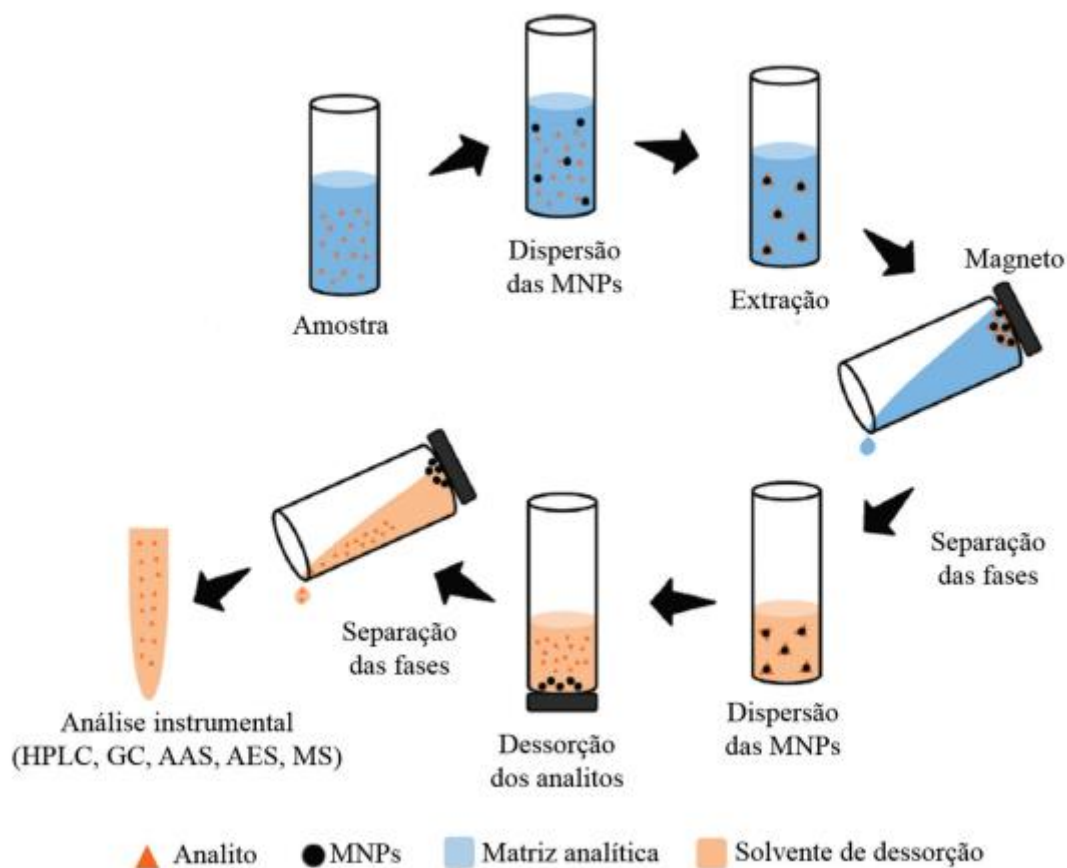 Amostra
Dispersão
das MNPs
Extração
Magneto
Separação
das fases
Dispersão
das MNPs
Dessorção
dos analitos
Separação
das fases
Análise instrumental
(HPLC, GC, AAS, AES, MS)
Analito
MNPs
Matriz analítica
Solvente de dessorção